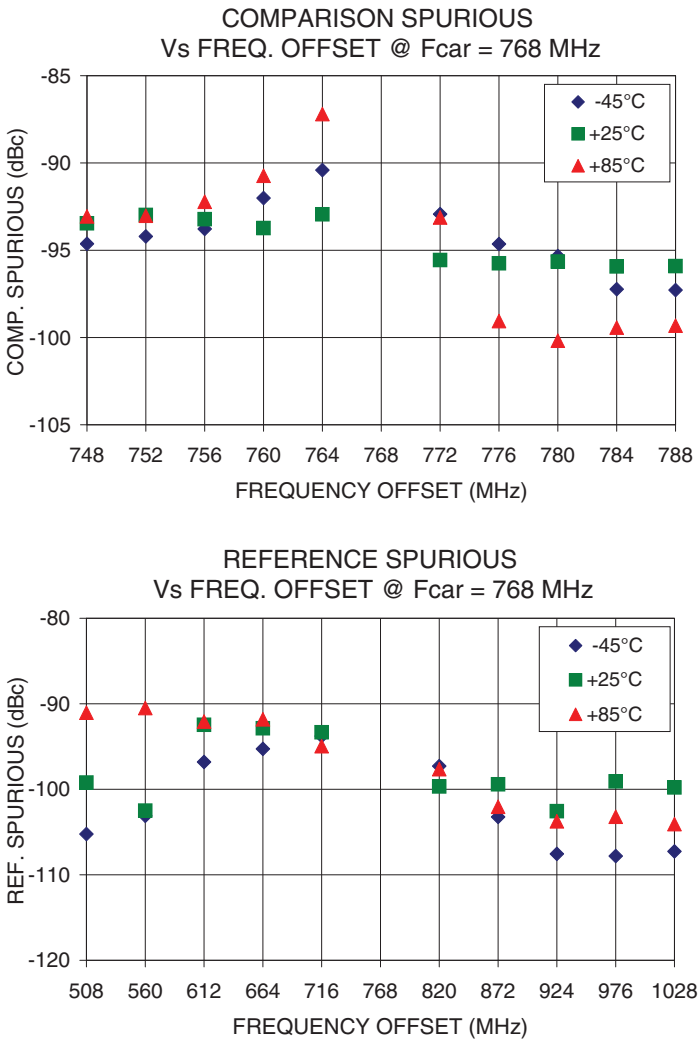 COMPARISON SPURIOUS
Vs FREQ. OFFSET @ Fcar = 768 MHz
-85
-90
-95
-100
-105
COMP. SPURIOUS (dBc)
-45°C
+25°C
+85°C
748 752 756 760 764 768 772 776 780 784 788
FREQUENCY OFFSET (MHz)
REFERENCE SPURIOUS
Vs FREQ. OFFSET @ Fcar = 768 MHz
-80
-90
-100
-110
-120
REF. SPURIOUS (dBc)
-45°C
+25°C
+85°C
508 560 612 664 716 768 820 872 924 976 1028
FREQUENCY OFFSET (MHz)